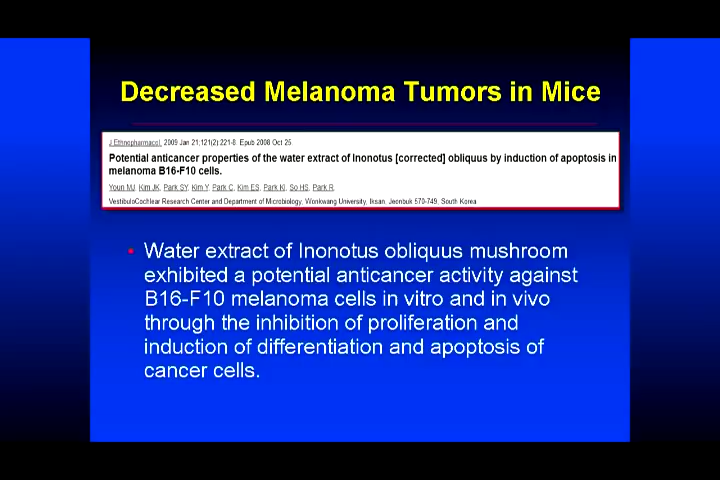 Decreased Melanoma Tumors in Mice
J Ethnopharmacol. 2009 Jan 21;121(2):221-8. Epub 2008 Oct 25
Potential anticancer properties of the water extract of Inonotus [corrected] obliquus by induction of apoptosis in
melanoma B16-F10 cells.
Youn MJ, Kim JK, Park SY, Kim Y, Park C, Kim ES, Park KI, So HS, Park R.
VestibuloCochlear Research Center and Department of Microbiology, Wonkwang University, Iksan, Jeonbuk 570-749, South Korea
• Water extract of Inonotus obliquus mushroom
exhibited a potential anticancer activity against
B16-F10 melanoma cells in vitro and in vivo
through the inhibition of proliferation and
induction of differentiation and apoptosis of
cancer cells.